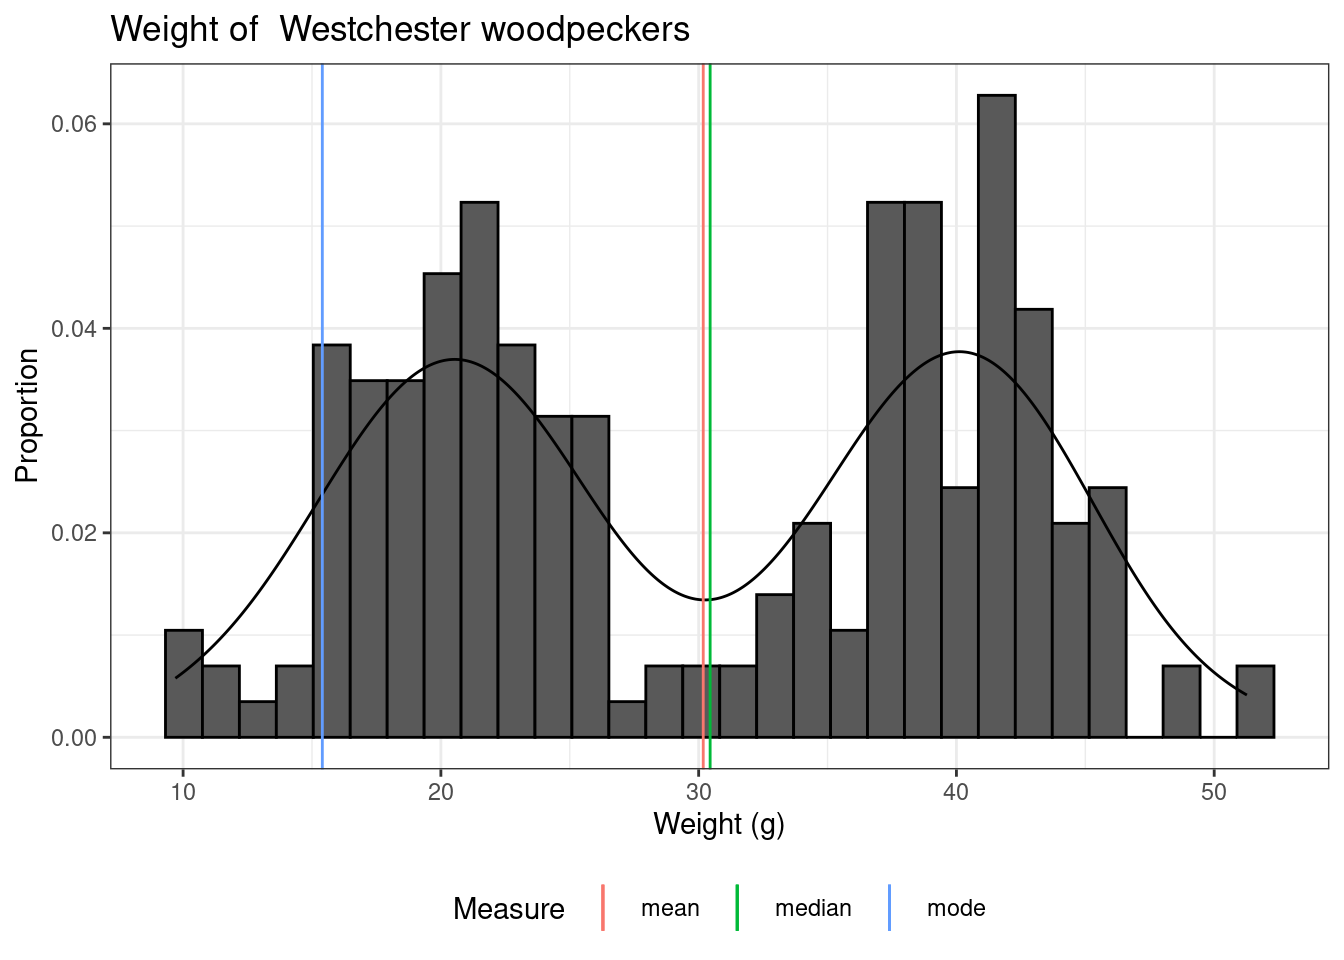 Weight of  Westchester woodpeckers
Proportion
0.06
0.04
0.02
0.00
10 20 30 40 50
Weight (g)
Measure mean median mode